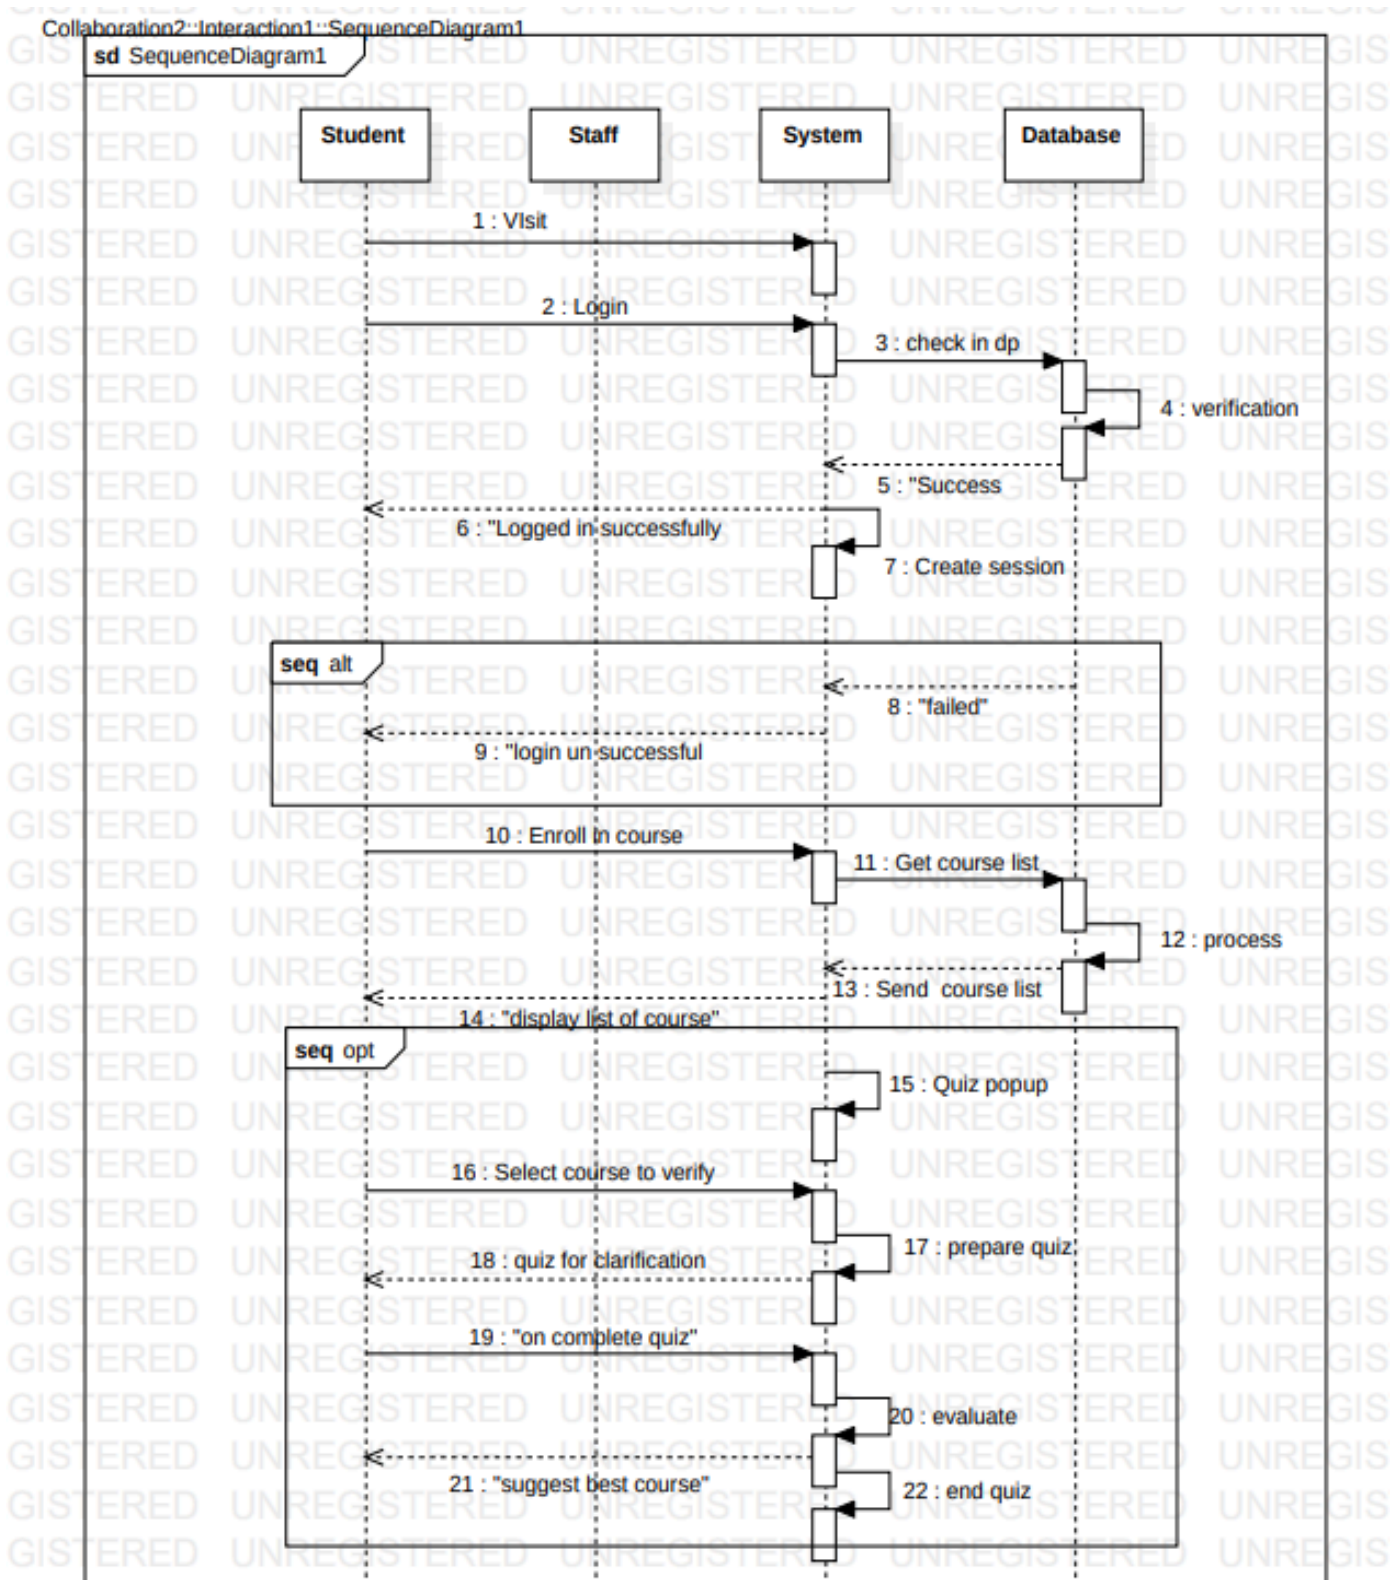 Collaboration2::Interaction1::SequenceDiagram1
sd SequenceDiagram1
Student
Staff
System
Database
1 : VIsit
2 : Login
3 : check in dp
4 : verification
5 : "Success
6 : "Logged in successfully
7 : Create session
seq alt
8 : "failed"
9 : "login un successful
10 : Enroll in course
11 : Get course list
12 : process
13 : Send  course list
14 : "display list of course"
seq opt
15 : Quiz popup
16 : Select course to verify
17 : prepare quiz
18 : quiz for clarification
19 : "on complete quiz"
20 : evaluate
21 : "suggest best course"
22 : end quiz
UNREGISTERED